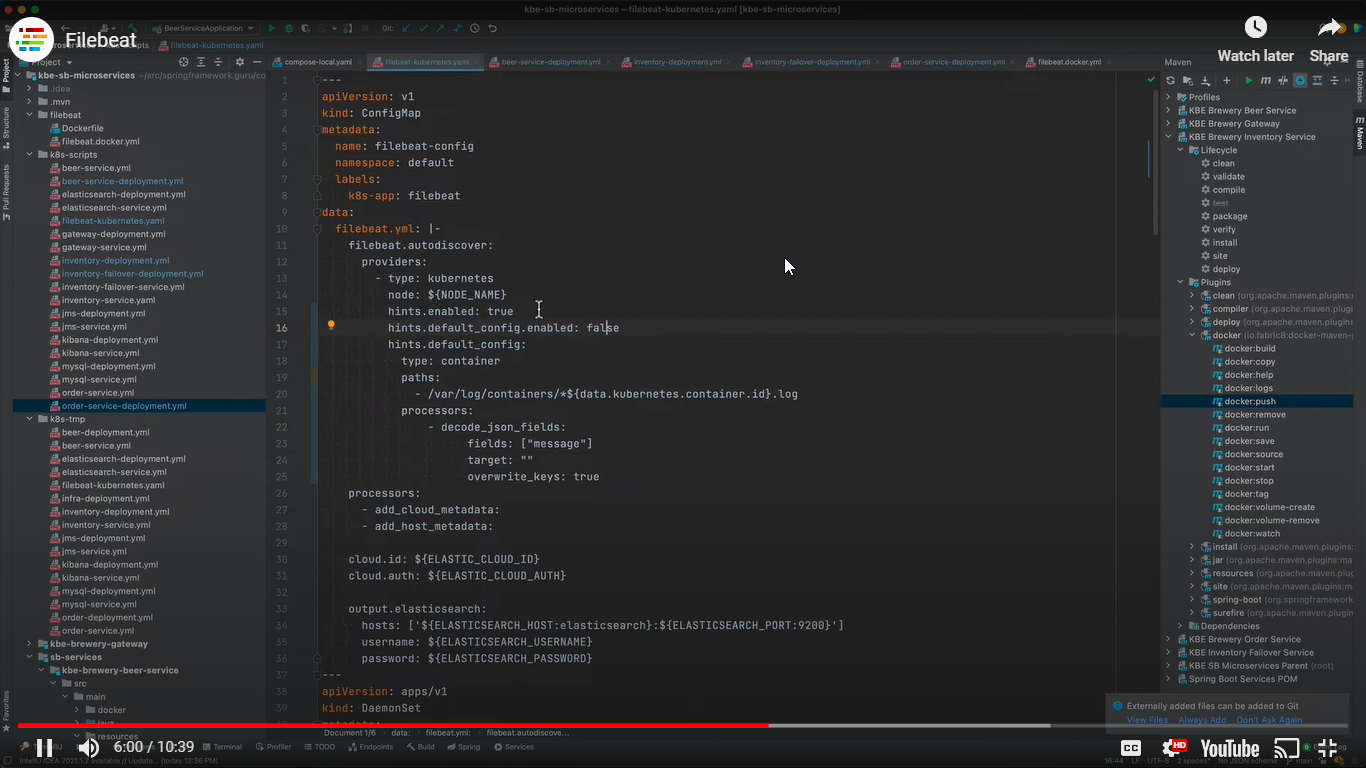 kbe-sb-microservices – filebeat-kubernetes.yaml [kbe-sb-microservices]
Filebeat
BeerServiceApplication
Git:
Watch later
Share
k8s-scripts
filebeat-kubernetes.yaml
Project
compose-local.yaml
filebeat-kubernetes.yaml
beer-service-deployment.yml
inventory-deployment.yml
inventory-failover-deployment.yml
order-service-deployment.yml
filebeat.docker.yml
Maven
Project
Structure
Pull Requests
Favorites
kbe-sb-microservices ~/src/springframework.guru/co
.idea
.mvn
filebeat
Dockerfile
filebeat.docker.yml
k8s-scripts
beer-service.yml
beer-service-deployment.yml
elasticsearch-deployment.yml
elasticsearch-service.yml
filebeat-kubernetes.yaml
gateway-deployment.yml
gateway-service.yml
inventory-deployment.yml
inventory-failover-deployment.yml
inventory-failover-service.yml
inventory-service.yaml
jms-deployment.yml
jms-service.yml
kibana-deployment.yml
kibana-service.yml
mysql-deployment.yml
mysql-service.yml
order-service.yml
order-service-deployment.yml
k8s-tmp
beer-deployment.yml
beer-service.yml
elasticsearch-deployment.yml
elasticsearch-service.yml
filebeat-kubernetes.yaml
infra-deployment.yml
inventory-deployment.yml
inventory-service.yml
jms-deployment.yml
jms-service.yml
kibana-deployment.yml
kibana-service.yml
mysql-deployment.yml
mysql-service.yml
order-deployment.yml
order-service.yml
kbe-brewery-gateway
sb-services
kbe-brewery-beer-service
src
main
docker
java
resources
1 ---
2 apiVersion: v1
3 kind: ConfigMap
4 metadata:
5 name: filebeat-config
6 namespace: default
7 labels:
8 k8s-app: filebeat
9 data:
10 filebeat.yml: |-
11 filebeat.autodiscover:
12 providers:
13 - type: kubernetes
14 node: ${NODE_NAME}
15 hints.enabled: true
16 hints.default_config.enabled: false
17 hints.default_config:
18 type: container
19 paths:
20 - /var/log/containers/*${data.kubernetes.container.id}.log
21 processors:
22 - decode_json_fields:
23 fields: ["message"]
24 target: ""
25 overwrite_keys: true
26 processors:
27 - add_cloud_metadata:
28 - add_host_metadata:
29
30 cloud.id: ${ELASTIC_CLOUD_ID}
31 cloud.auth: ${ELASTIC_CLOUD_AUTH}
32
33 output.elasticsearch:
34 hosts: ['${ELASTICSEARCH_HOST:elasticsearch}:${ELASTICSEARCH_PORT:9200}']
35 username: ${ELASTICSEARCH_USERNAME}
36 password: ${ELASTICSEARCH_PASSWORD}
37 ---
38 apiVersion: apps/v1
39 kind: DaemonSet
Document 1/6 data: filebeat.yml: filebeat.autodiscove...
Profiles
KBE Brewery Beer Service
KBE Brewery Gateway
KBE Brewery Inventory Service
Lifecycle
clean
validate
compile
test
package
verify
install
site
deploy
Plugins
clean (org.apache.maven.plugins:
compiler (org.apache.maven.plugins:
deploy (org.apache.maven.plugins:
docker (io.fabric8:docker-maven-
docker:build
docker:copy
docker:help
docker:logs
docker:push
docker:remove
docker:run
docker:save
docker:source
docker:start
docker:stop
docker:tag
docker:volume-create
docker:volume-remove
docker:watch
install (org.apache.maven.plugins:
jar (org.apache.maven.plugins:ma
resources (org.apache.maven.plug
site (org.apache.maven.plugins:ma
spring-boot (org.springframework
surefire (org.apache.maven.plugin
Dependencies
KBE Brewery Order Service
KBE Inventory Failover Service
KBE SB Microservices Parent (root)
Spring Boot Services POM
Database
Maven
Externally added files can be added to Git
View Files Always Add Don't Ask Again
6:00 / 10:39
Terminal
Profiler
TODO
Endpoints
Build
Spring
Services
CC
HD
YouTube
IntelliJ IDEA 2021.1.2 available // Update... (today 12:36 PM)
16:44 LF UTF-8 2 spaces* No JSON schema main